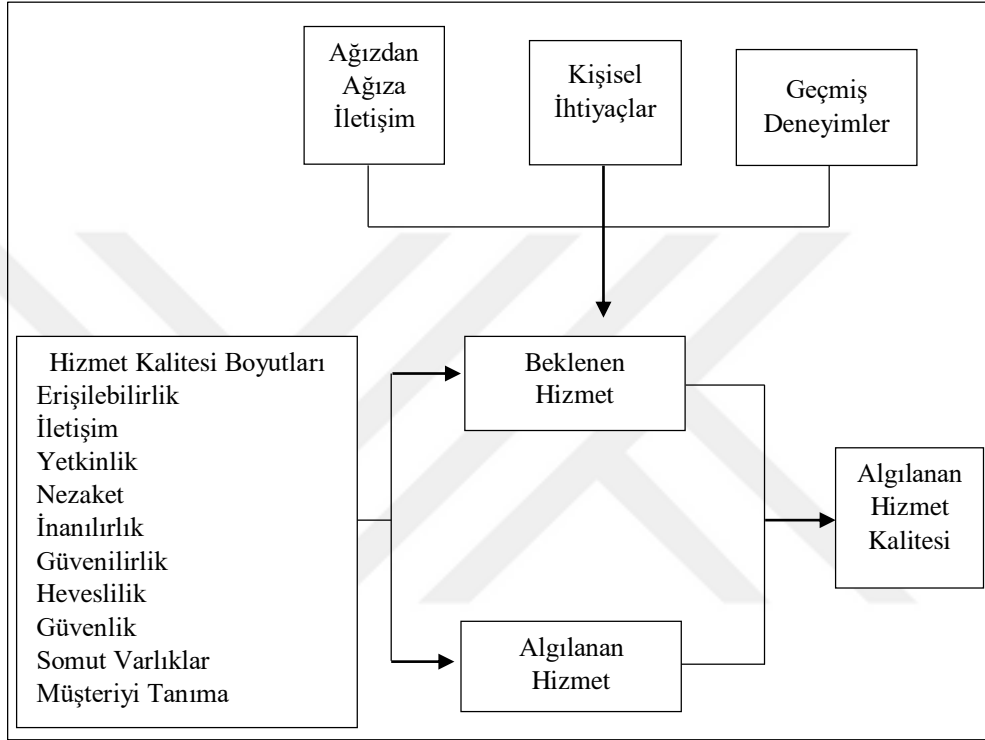 Ağızdan
Ağıza
İletişim
Kişisel
İhtiyaçlar
Geçmiş
Deneyimler
Hizmet Kalitesi Boyutları
Erişilebilirlik
İletişim
Yetkinlik
Nezaket
İnanılırlık
Güvenilirlik
Heveslilik
Güvenlik
Somut Varlıklar
Müşteriyi Tanıma
Beklenen
Hizmet
Algılanan
Hizmet
Algılanan
Hizmet
Kalitesi